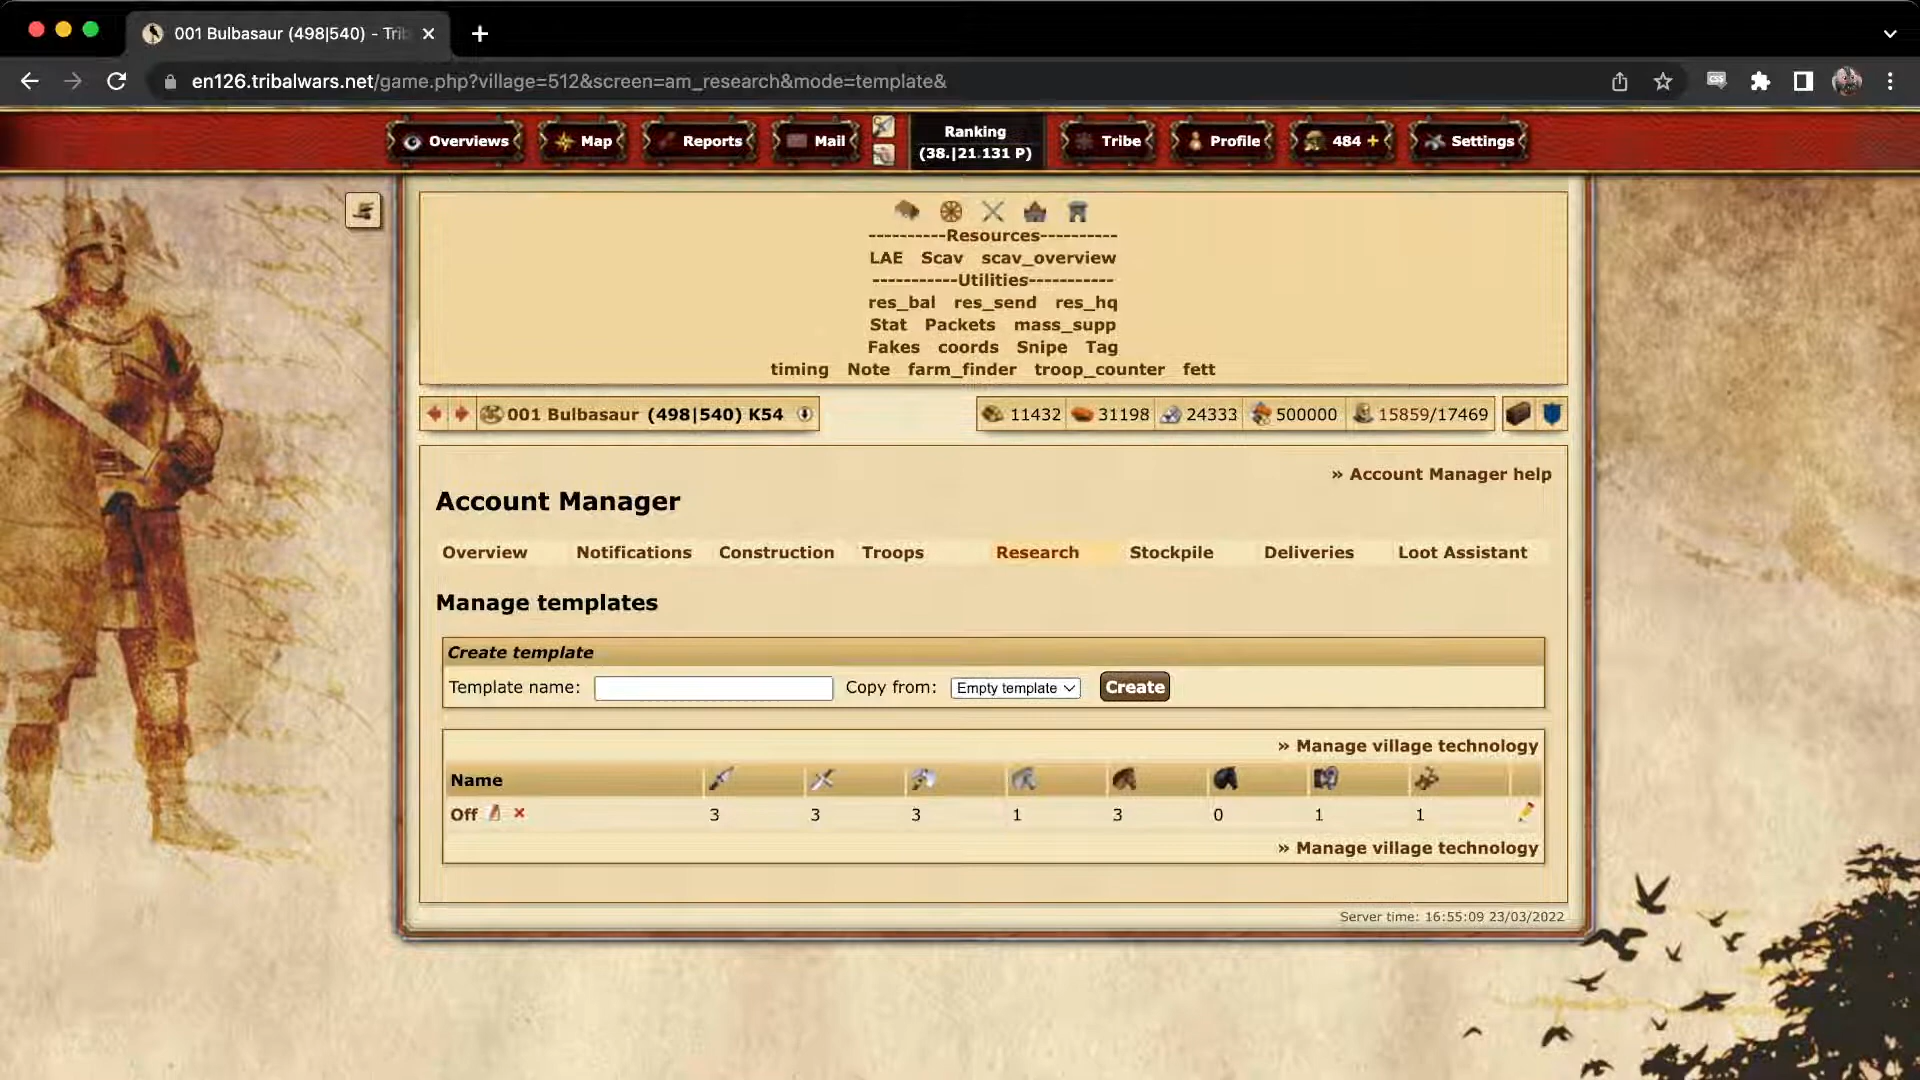 001 Bulbasaur (498|540) - Trib
en126.tribalwars.net/game.php?village=512&screen=am_research&mode=template&
Overviews
Map
Reports
Mail
Ranking
(38.|21.131 P)
Tribe
Profile
484 +
Settings
----------Resources----------
LAE Scav scav_overview
-----------Utilities-----------
res_bal res_send res_hq
Stat Packets mass_supp
Fakes coords Snipe Tag
timing Note farm_finder troop_counter fett
001 Bulbasaur (498|540) K54
11432 31198 24333 500000 15859/17469
» Account Manager help
Account Manager
Overview Notifications Construction Troops Research Stockpile Deliveries Loot Assistant
Manage templates
Create template
Template name: Copy from: Empty template Create
» Manage village technology
Name
Off 3 3 3 1 3 0 1 1
» Manage village technology
Server time: 16:55:09 23/03/2022